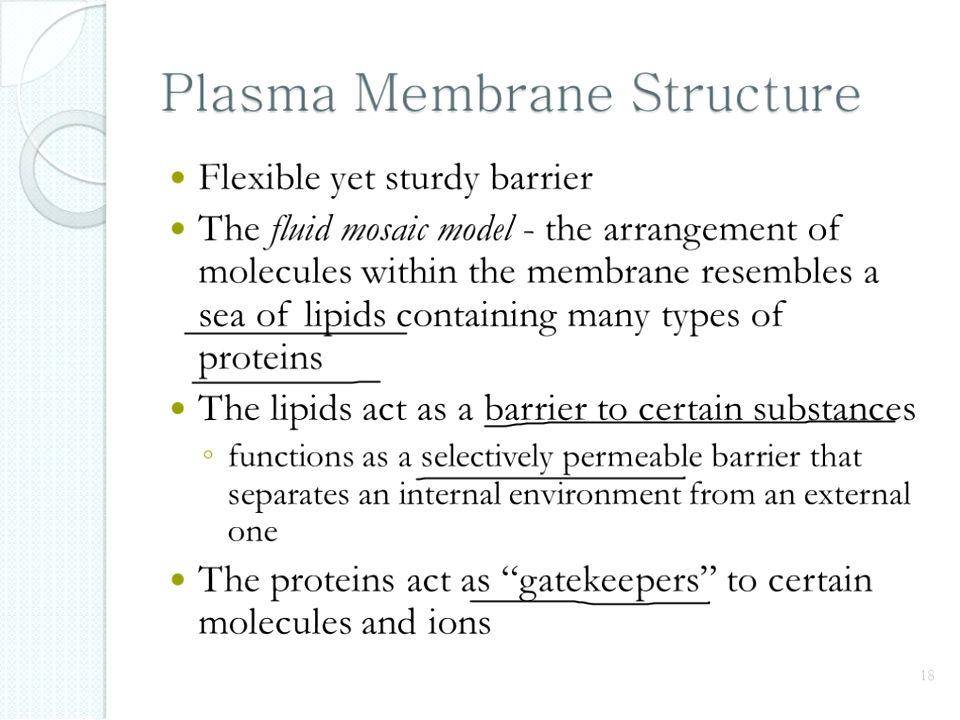 Plasma Membrane Structure
• Flexible yet sturdy barrier
• The fluid mosaic model - the arrangement of
molecules within the membrane resembles a
sea of lipids containing many types of
proteins
• The lipids act as a barrier to certain substances
◦ functions as a selectively permeable barrier that
separates an internal environment from an external
one
• The proteins act as “gatekeepers” to certain
molecules and ions
18